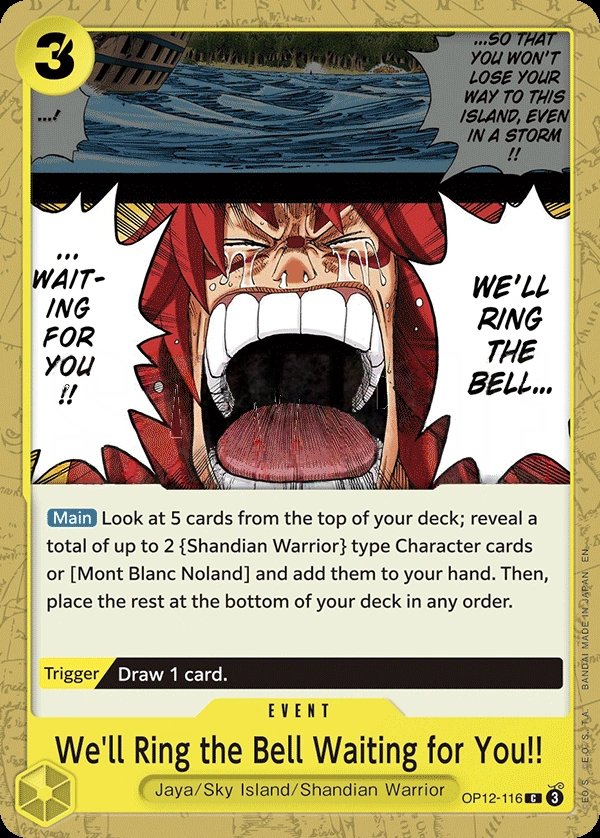 3
...SO THAT
YOU WON'T
LOSE YOUR
WAY TO THIS
ISLAND, EVEN
IN A STORM
!!
...!
WE'LL
RING
THE
BELL...
...
WAIT-
ING
FOR
YOU
!!
Main Look at 5 cards from the top of your deck; reveal a
total of up to 2 {Shandian Warrior} type Character cards
or [Mont Blanc Noland] and add them to your hand. Then,
place the rest at the bottom of your deck in any order.
Trigger Draw 1 card.
EVENT
We'll Ring the Bell Waiting for You!!
Jaya/Sky Island/Shandian Warrior
OP12-116 C 3
BANDAI MADE IN JAPAN EN